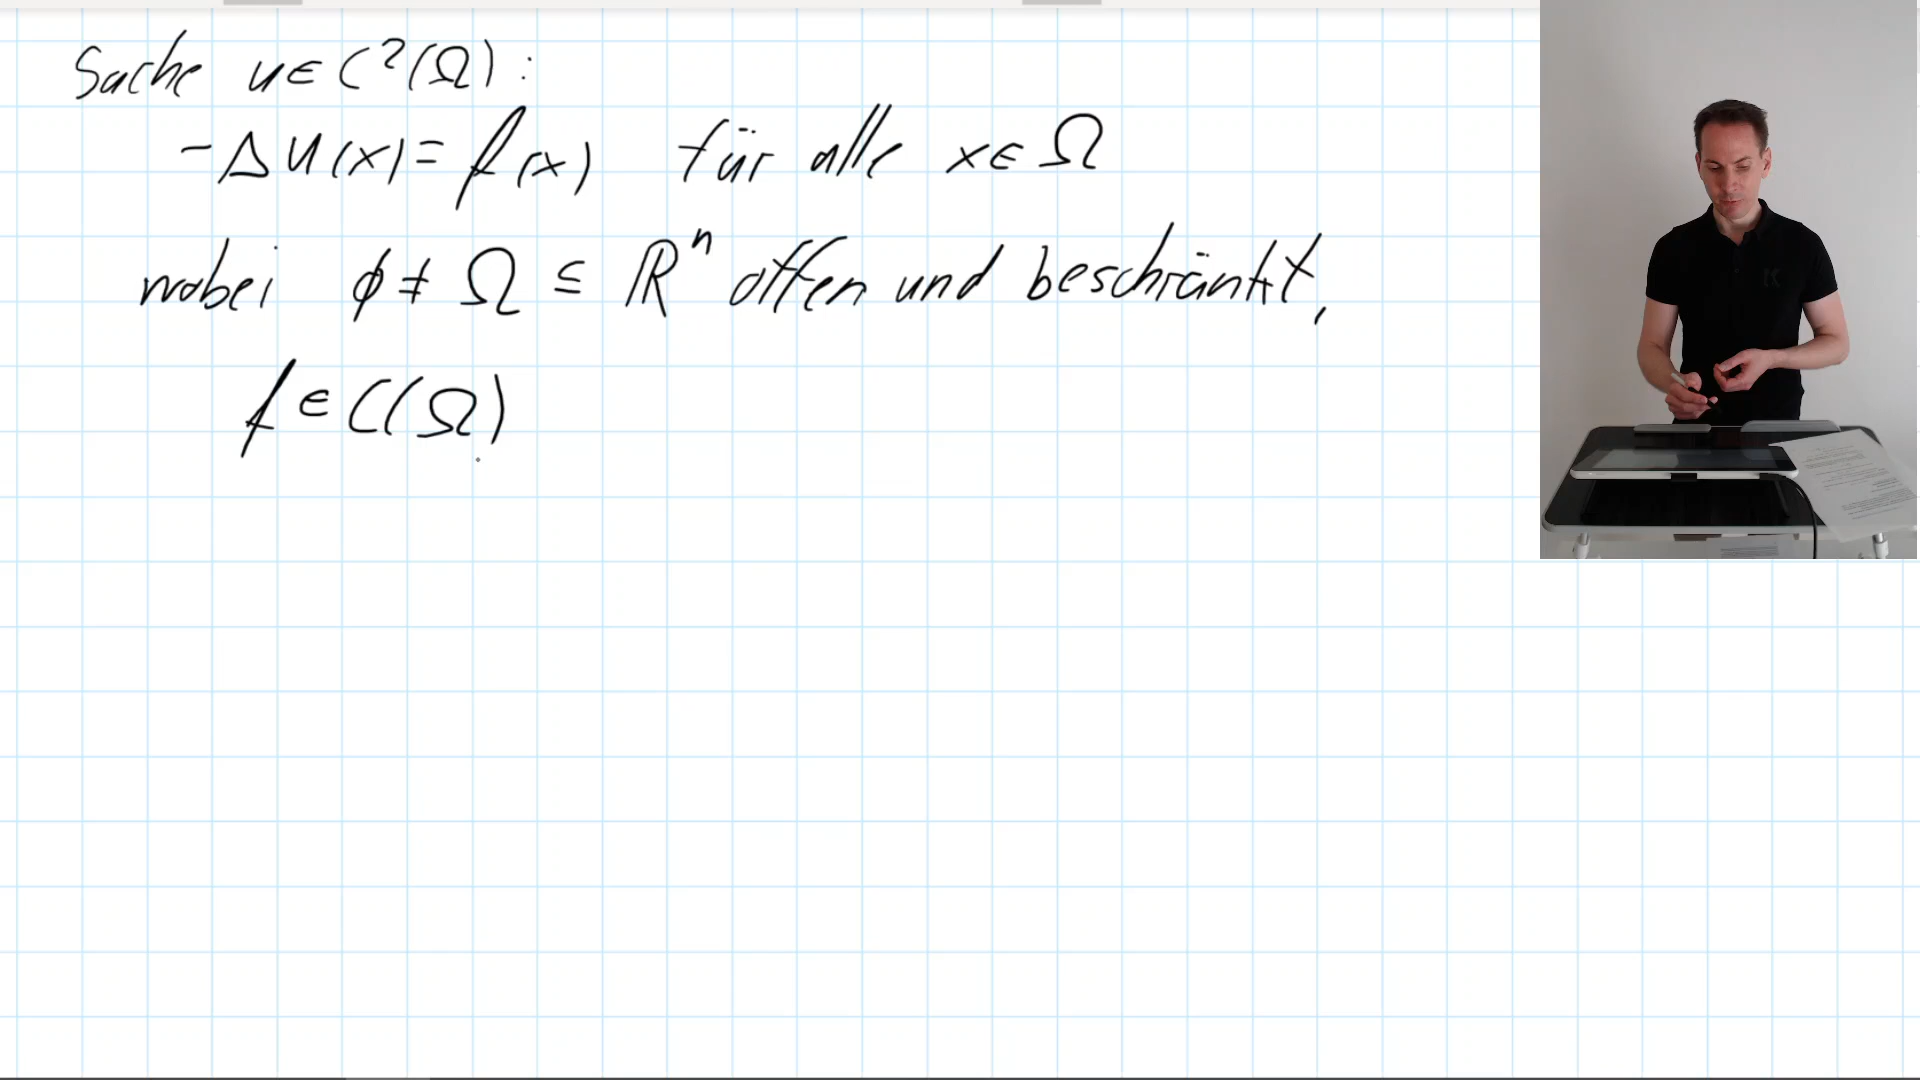 Suche u∈C²(Ω):
-Δu(x)=f(x) für alle x∈Ω
wobei ∅≠Ω⊆ℝⁿ offen und beschränkt,
f∈C(Ω)